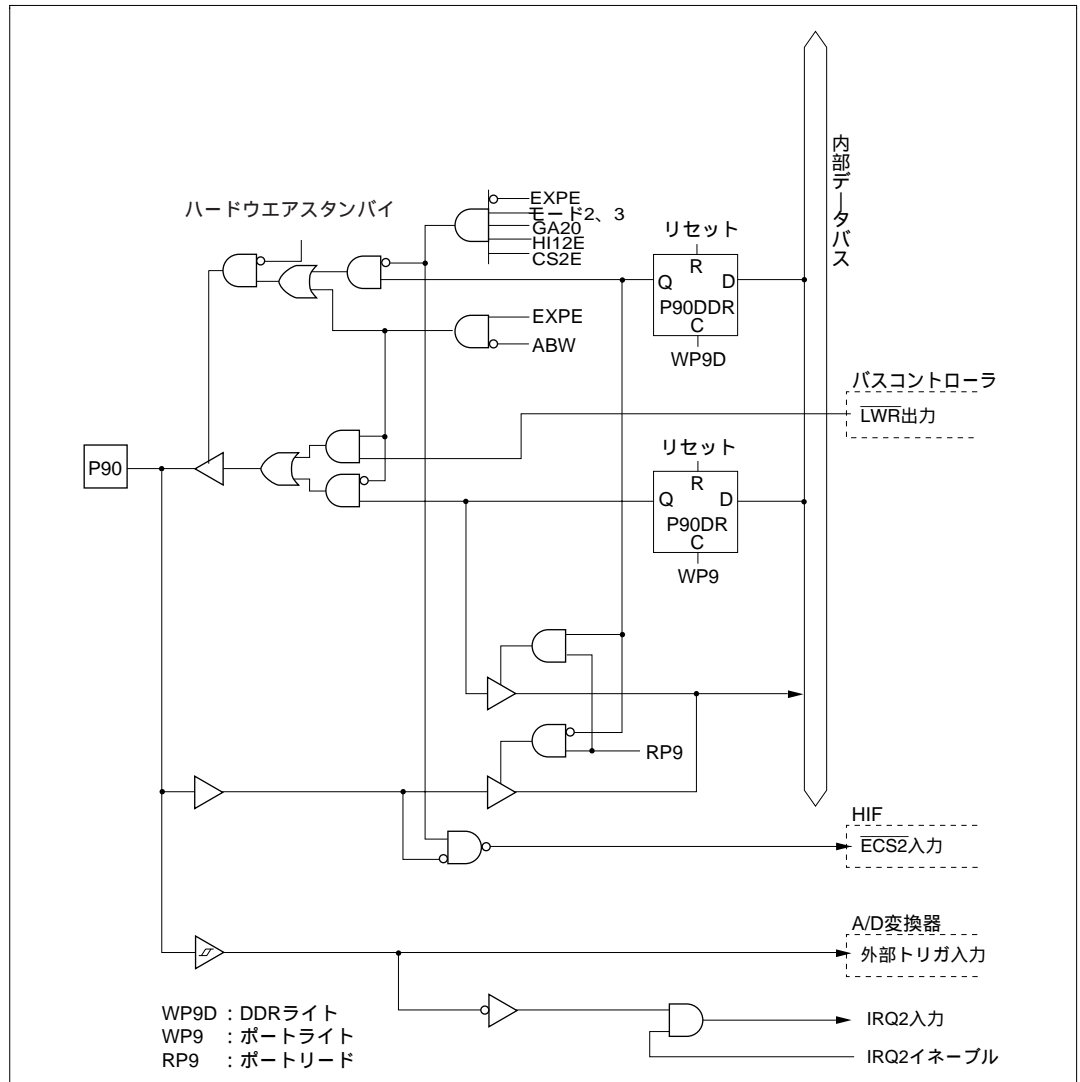 内部データバス
ハードウエアスタンバイ
EXPE
モード2、3
GA20
HI12E
CS2E
リセット
R
Q
D
P90DDR
C
WP9D
EXPE
ABW
バスコントローラ
LWR出力
P90
リセット
R
Q
D
P90DR
C
WP9
RP9
HIF
ECS2入力
A/D変換器
外部トリガ入力
IRQ2入力
IRQ2イネーブル
WP9D : DDRライト
WP9 : ポートライト
RP9 : ポートリード